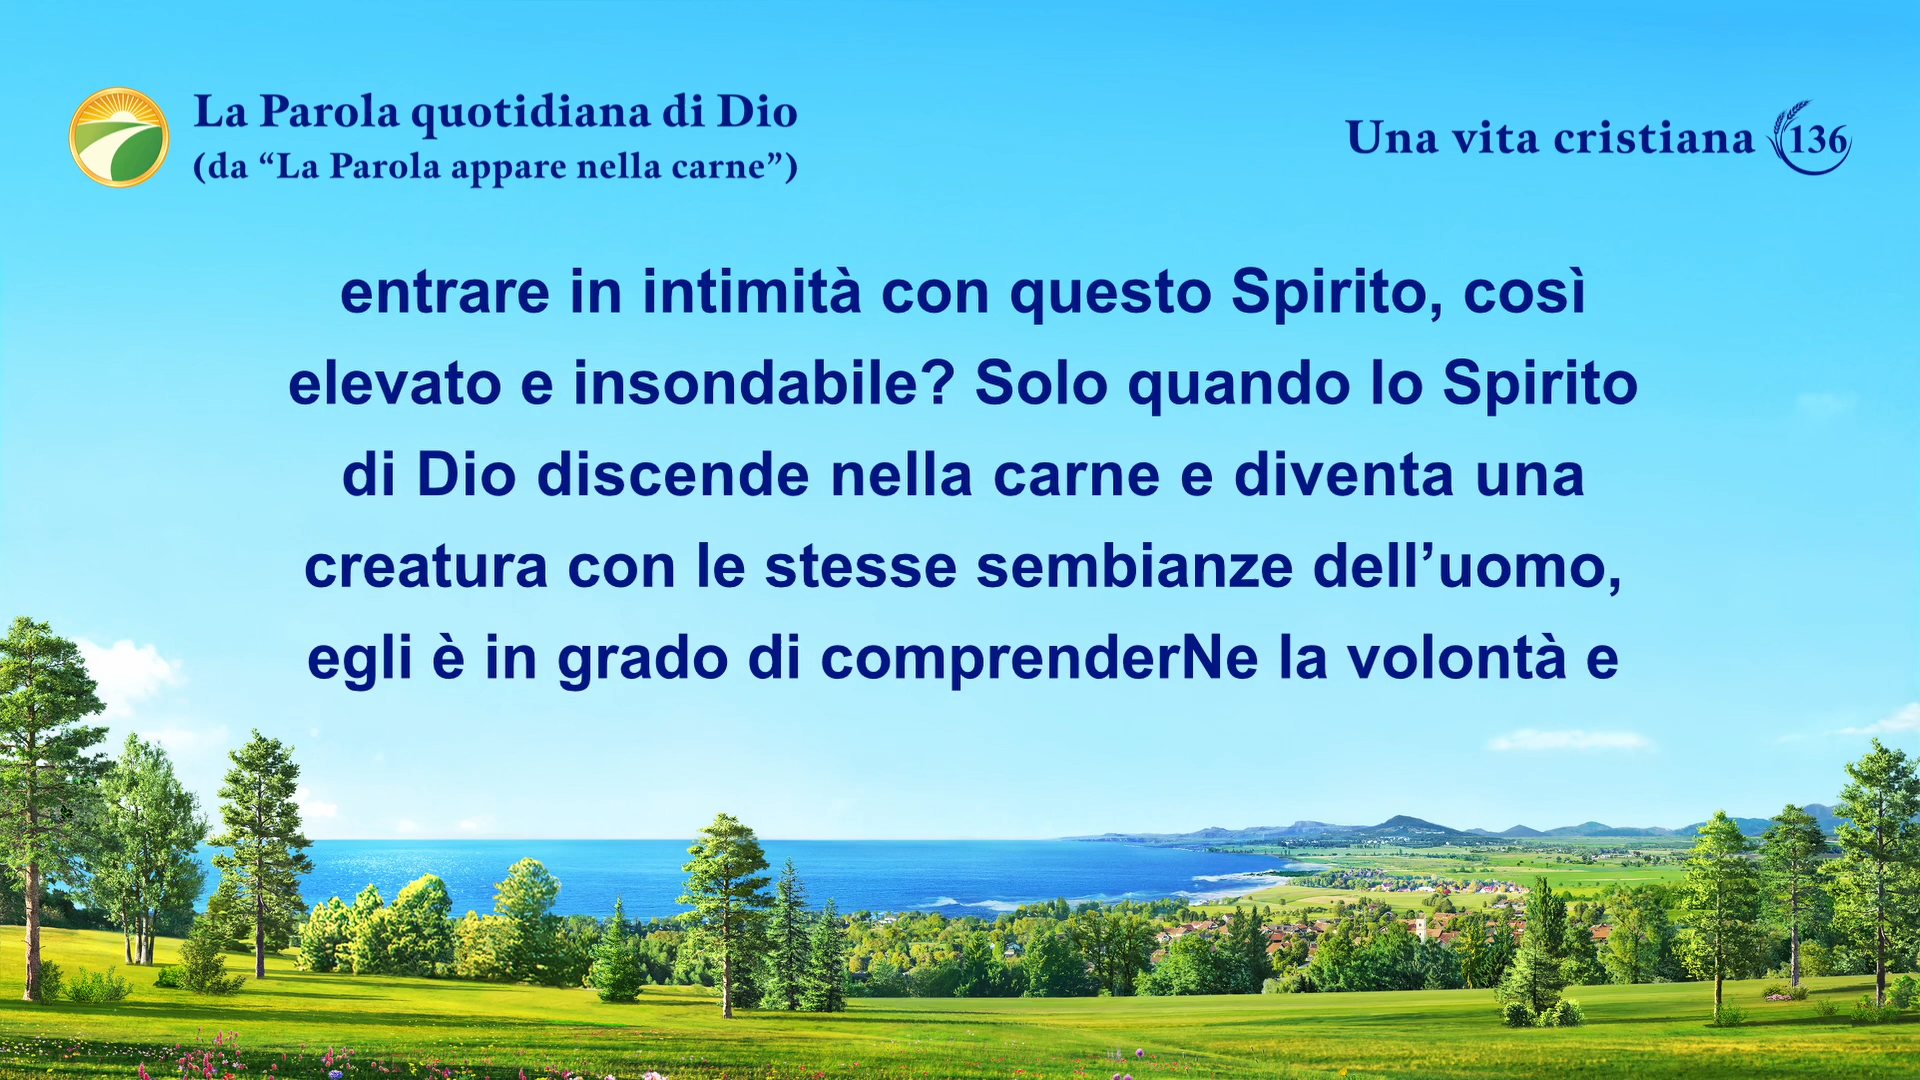 La Parola quotidiana di Dio
(da “La Parola appare nella carne”)
Una vita cristiana 136
entrare in intimità con questo Spirito, così
elevato e insondabile? Solo quando lo Spirito
di Dio discende nella carne e diventa una
creatura con le stesse sembianze dell’uomo,
egli è in grado di comprenderNe la volontà e